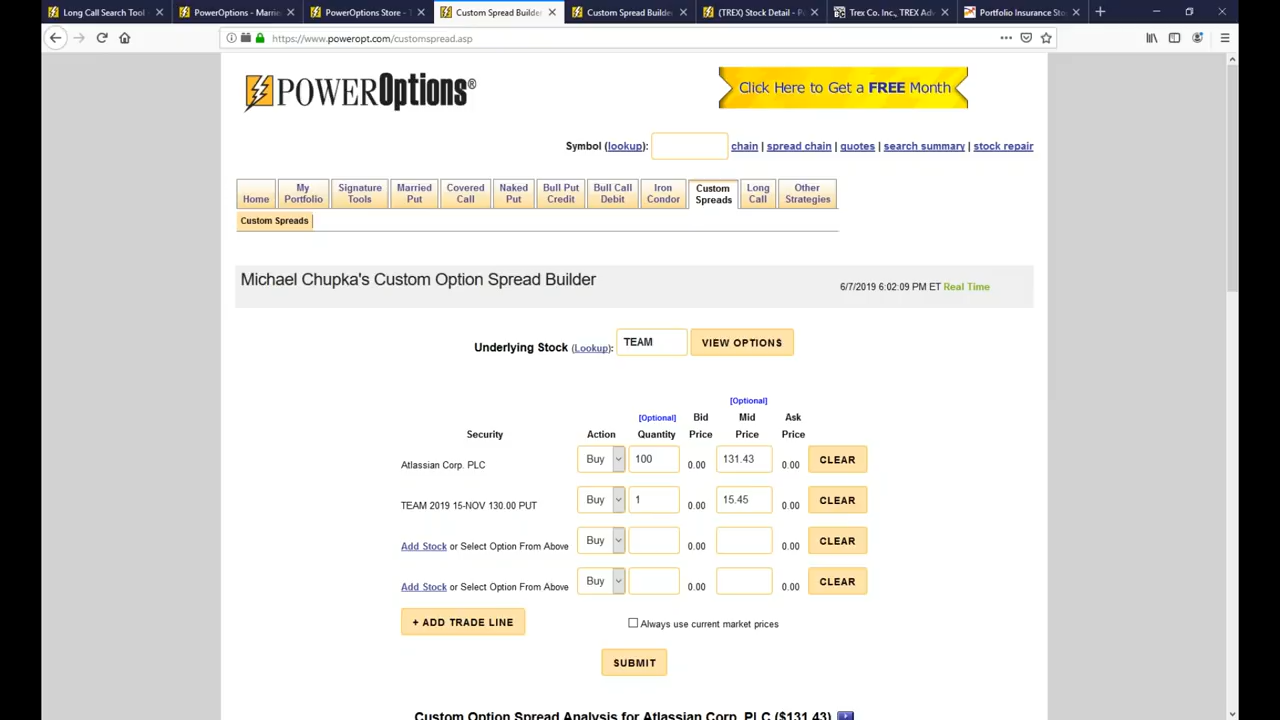 Long Call Search Tool
PowerOptions - Marrie
PowerOptions Store - T
Custom Spread Builder
Custom Spread Builder
(TREX) Stock Detail - Po
Trex Co. Inc., TREX Adv
Portfolio Insurance Sto
https://www.poweropt.com/customspread.asp
POWEROptions®
Click Here to Get a FREE Month
Symbol (lookup): chain | spread chain | quotes | search summary | stock repair
Home
My Portfolio
Signature Tools
Married Put
Covered Call
Naked Put
Bull Put Credit
Bull Call Debit
Iron Condor
Custom Spreads
Long Call
Other Strategies
Custom Spreads
Michael Chupka's Custom Option Spread Builder
6/7/2019 6:02:09 PM ET Real Time
Underlying Stock (Lookup): TEAM VIEW OPTIONS
[Optional]
[Optional] Bid Mid Ask
Security Action Quantity Price Price Price
Atlassian Corp. PLC Buy 100 0.00 131.43 0.00 CLEAR
TEAM 2019 15-NOV 130.00 PUT Buy 1 0.00 15.45 0.00 CLEAR
Add Stock or Select Option From Above Buy 0.00 0.00 CLEAR
Add Stock or Select Option From Above Buy 0.00 0.00 CLEAR
+ ADD TRADE LINE Always use current market prices
SUBMIT
Custom Option Spread Analysis for Atlassian Corp. PLC ($131.43)